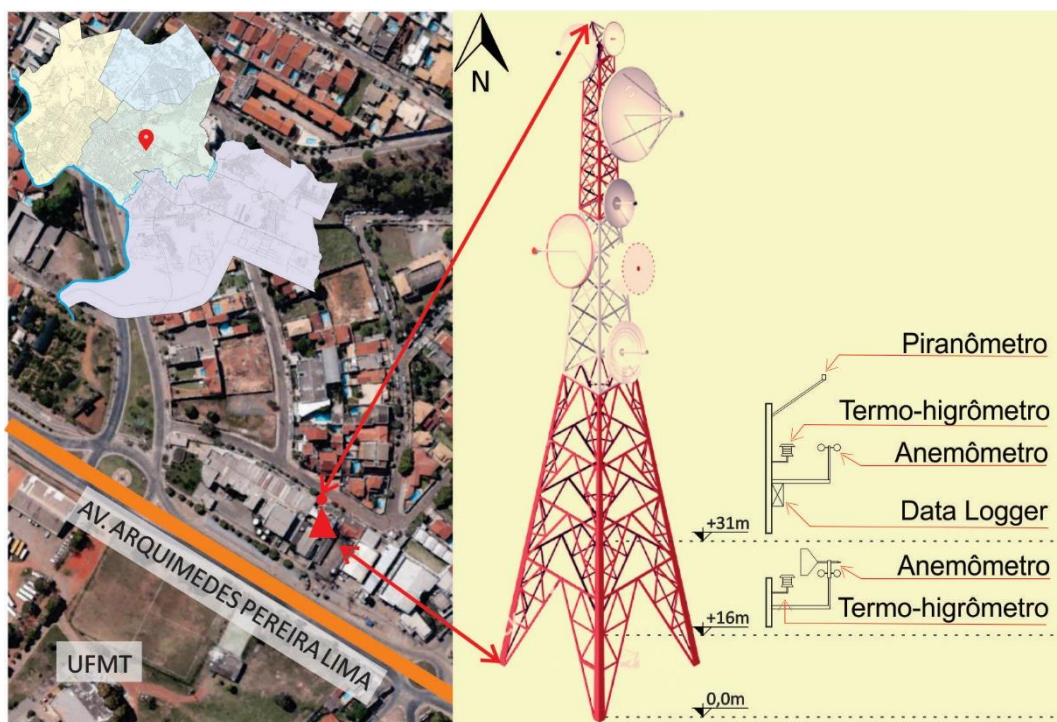 N
AV. ARQUIMEDES PEREIRA LIMA
UFMT
Piranômetro
Termo-higrômetro
Anemômetro
Data Logger
+31m
Anemômetro
Termo-higrômetro
+16m
0,0m